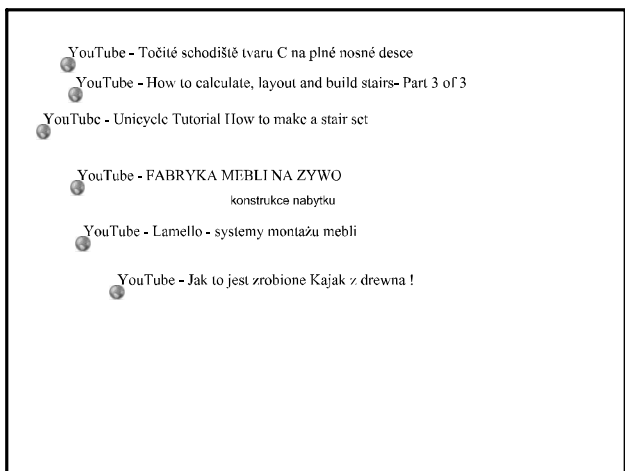 YouTube - Točité schodiště tvaru C na plné nosné desce
YouTube - How to calculate, layout and build stairs- Part 3 of 3
YouTube - Unicycle Tutorial How to make a stair set
YouTube - FABRYKA MEBLI NA ZYWO
konstrukce nabytku
YouTube - Lamello - systemy montażu mebli
YouTube - Jak to jest zrobione Kajak z drewna !